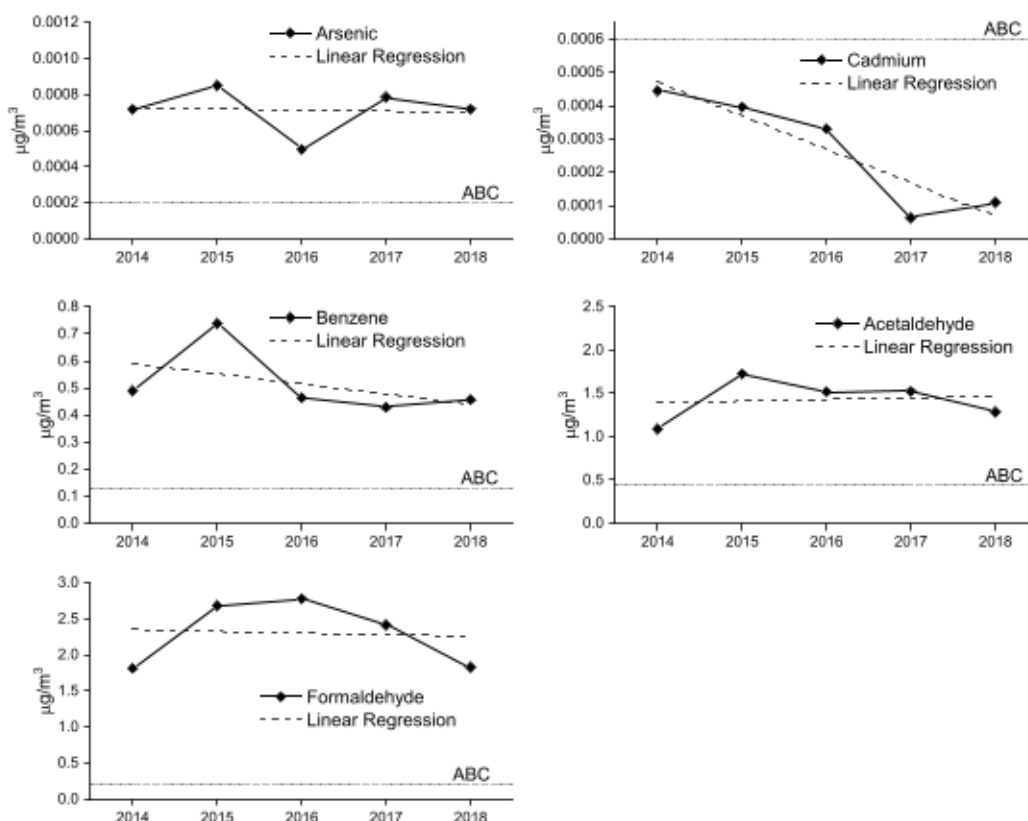 0.0012
0.0010
0.0008
0.0006
0.0004
0.0002
0.0000
µg/m³
Arsenic
Linear Regression
ABC
2014 2015 2016 2017 2018
0.0006
0.0005
0.0004
0.0003
0.0002
0.0001
0.0000
µg/m³
ABC
Cadmium
Linear Regression
2014 2015 2016 2017 2018
0.8
0.7
0.6
0.5
0.4
0.3
0.2
0.1
0.0
µg/m³
Benzene
Linear Regression
ABC
2014 2015 2016 2017 2018
2.5
2.0
1.5
1.0
0.5
0.0
µg/m³
Acetaldehyde
Linear Regression
ABC
2014 2015 2016 2017 2018
3.0
2.5
2.0
1.5
1.0
0.5
0.0
µg/m³
Formaldehyde
Linear Regression
ABC
2014 2015 2016 2017 2018